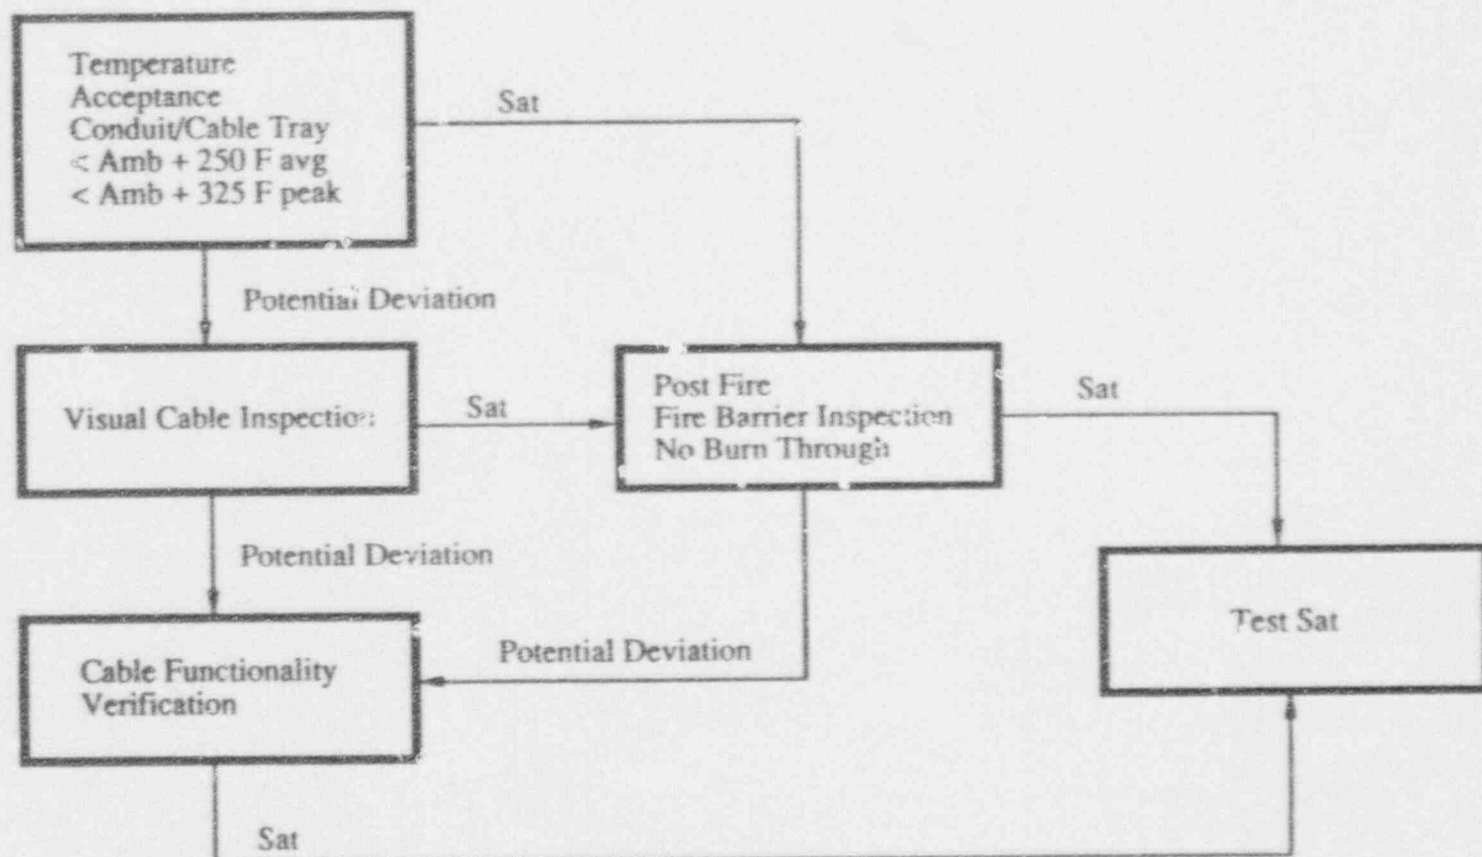 Temperature
Acceptance
Conduit/Cable Tray
< Amb + 250 F avg
< Amb + 325 F peak
Sat
Potential Deviation
Visual Cable Inspection
Sat
Post Fire
Fire Barrier Inspection
No Burn Through
Sat
Potential Deviation
Test Sat
Potential Deviation
Cable Functionality
Verification
Sat